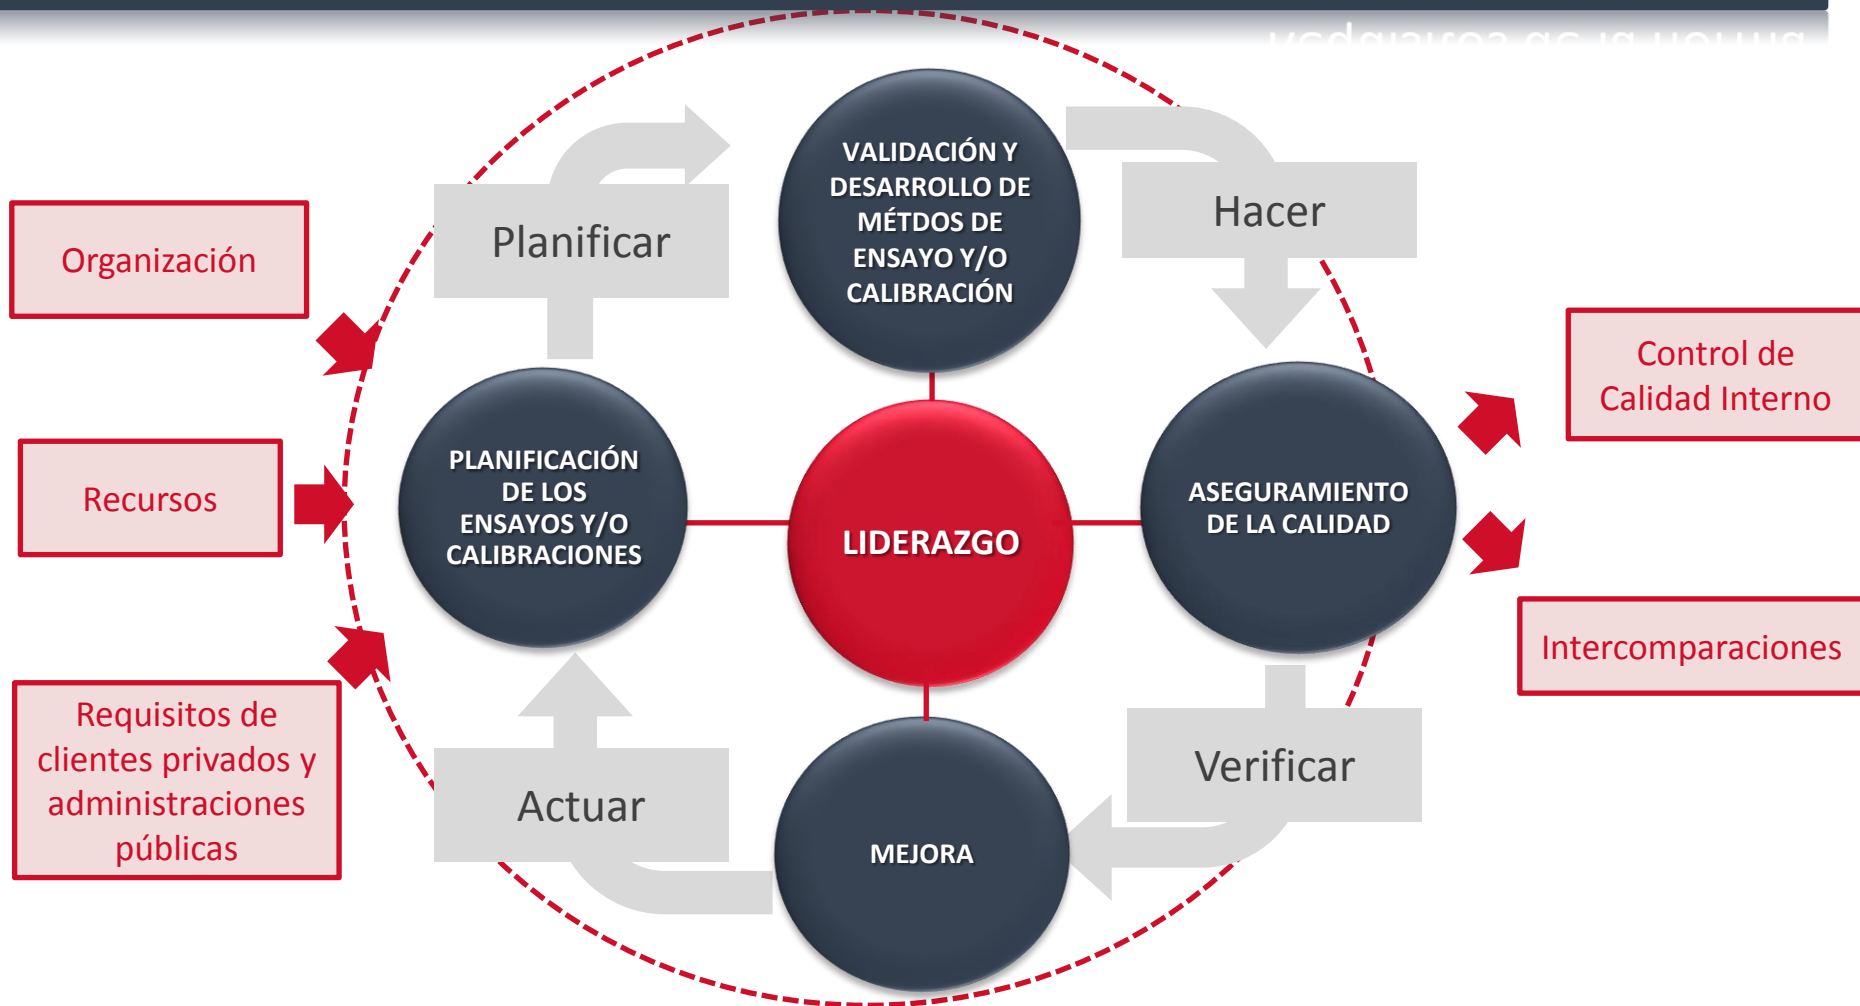 VALIDACIÓN Y
DESARROLLO DE
MÉTDOS DE
ENSAYO Y/O
CALIBRACIÓN
Planificar
Hacer
Organización
Control de
Calidad Interno
PLANIFICACIÓN
DE LOS
ENSAYOS Y/O
CALIBRACIONES
Recursos
LIDERAZGO
ASEGURAMIENTO
DE LA CALIDAD
Intercomparaciones
Requisitos de
clientes privados y
administraciones
públicas
Actuar
Verificar
MEJORA